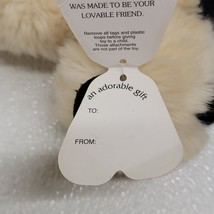 WAS MADE TO BE YOUR
LOVABLE FRIEND.
Remove all tags and plastic
loops before giving
toy to a child.
Those attachments
are not part of the toy.
an adorable gift
TO:
FROM: